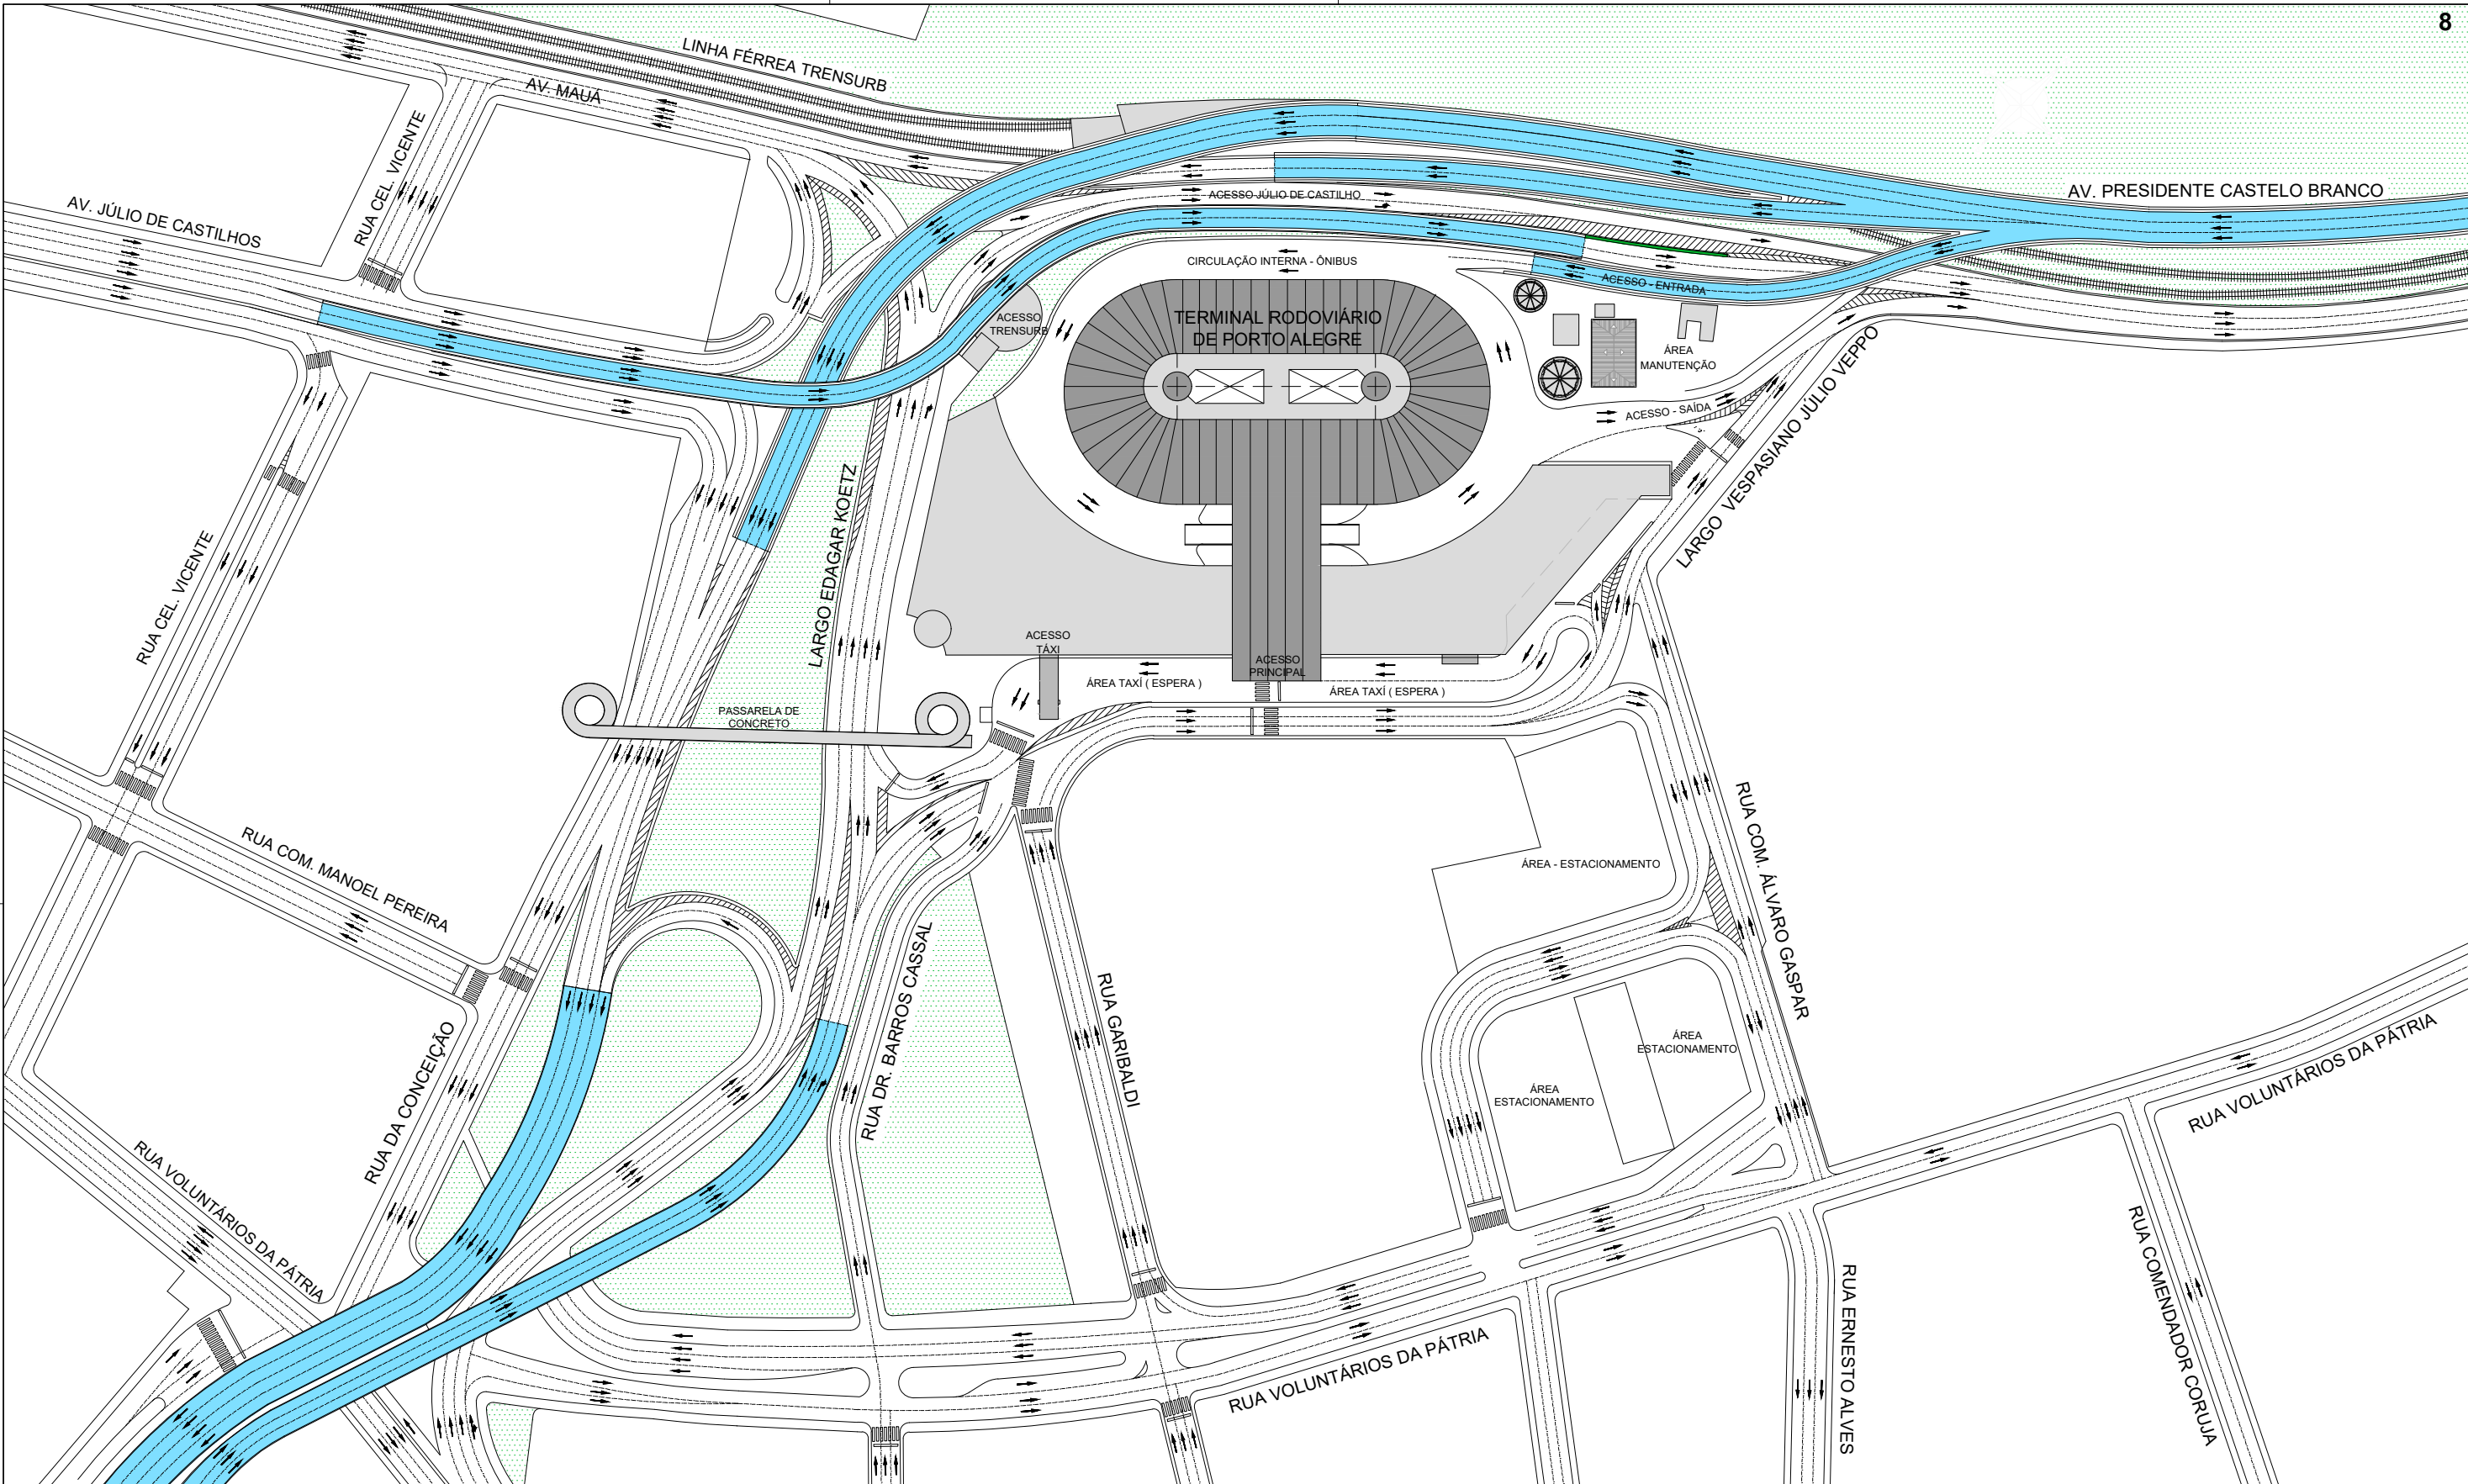 8
LINHA FÉRREA TRENSURB
AV. MAUÁ
RUA CEL. VICENTE
AV. JÚLIO DE CASTILHOS
AV. PRESIDENTE CASTELO BRANCO
ACESSO JÚLIO DE CASTILHO
CIRCULAÇÃO INTERNA - ÔNIBUS
ACESSO - ENTRADA
ACESSO
TRENSURB
TERMINAL RODOVIÁRIO
DE PORTO ALEGRE
ÁREA
MANUTENÇÃO
ACESSO - SAÍDA
LARGO VESPASIANO JÚLIO VEPPO
LARGO EDAGAR KOETZ
RUA CEL. VICENTE
ACESSO
TÁXI
ACESSO
PRINCIPAL
ÁREA TAXÍ ( ESPERA )
ÁREA TAXÍ ( ESPERA )
PASSARELA DE
CONCRETO
RUA COM. MANOEL PEREIRA
RUA COM. ÁLVARO GASPAR
ÁREA - ESTACIONAMENTO
RUA DR. BARROS CASSAL
RUA GARIBALDI
ÁREA
ESTACIONAMENTO
ÁREA
ESTACIONAMENTO
RUA DA CONCEIÇÃO
RUA VOLUNTÁRIOS DA PÁTRIA
RUA VOLUNTÁRIOS DA PÁTRIA
RUA VOLUNTÁRIOS DA PÁTRIA
RUA ERNESTO ALVES
RUA COMENDADOR CORUJA